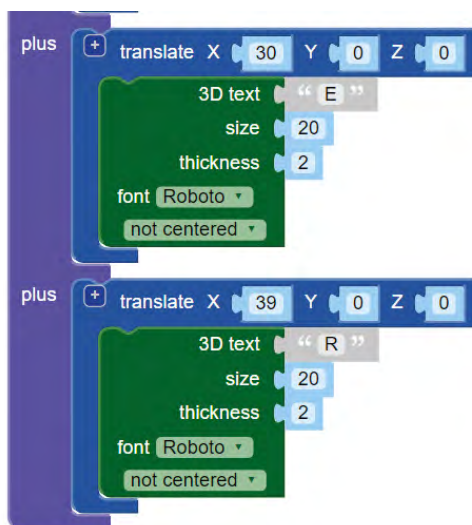 plus + translate X 30 Y 0 Z 0
3D text “ E ”
size 20
thickness 2
font Roboto ▾
not centered ▾
plus + translate X 39 Y 0 Z 0
3D text “ R ”
size 20
thickness 2
font Roboto ▾
not centered ▾